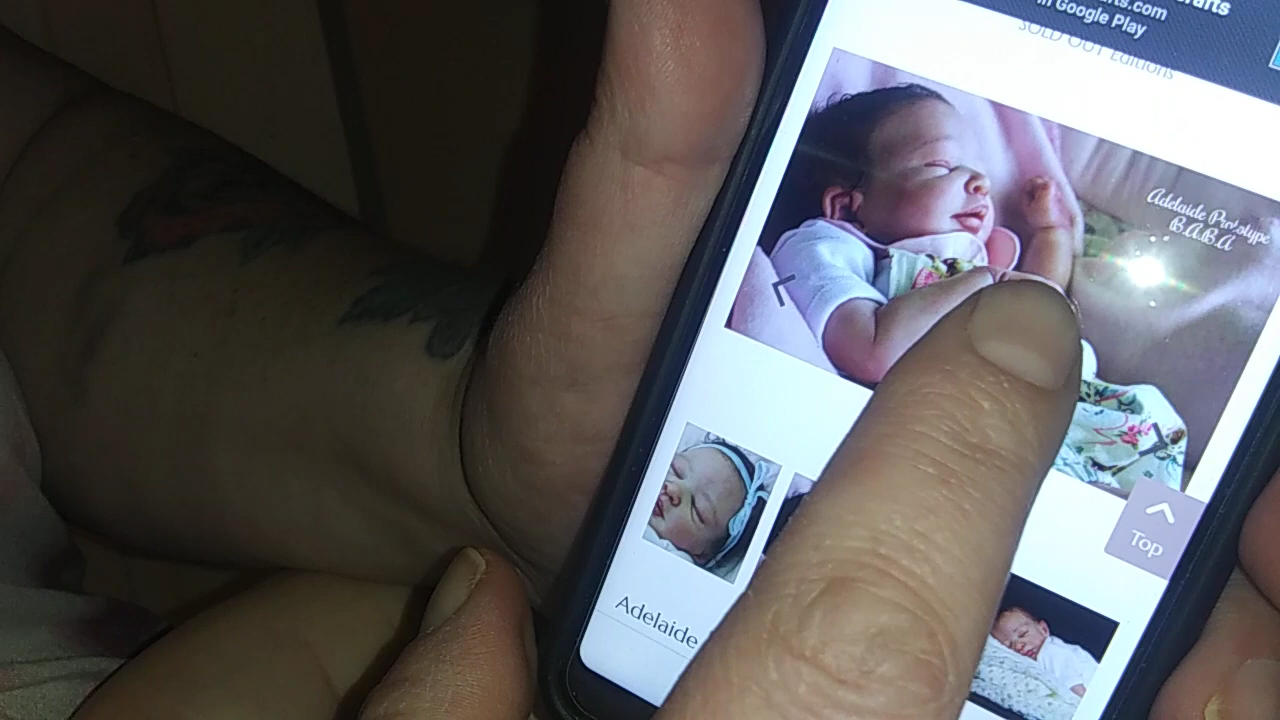 in Google Play
SOLD OUT Editions
Adelaide Prototype
B.A.B.A
Top
Adelaide